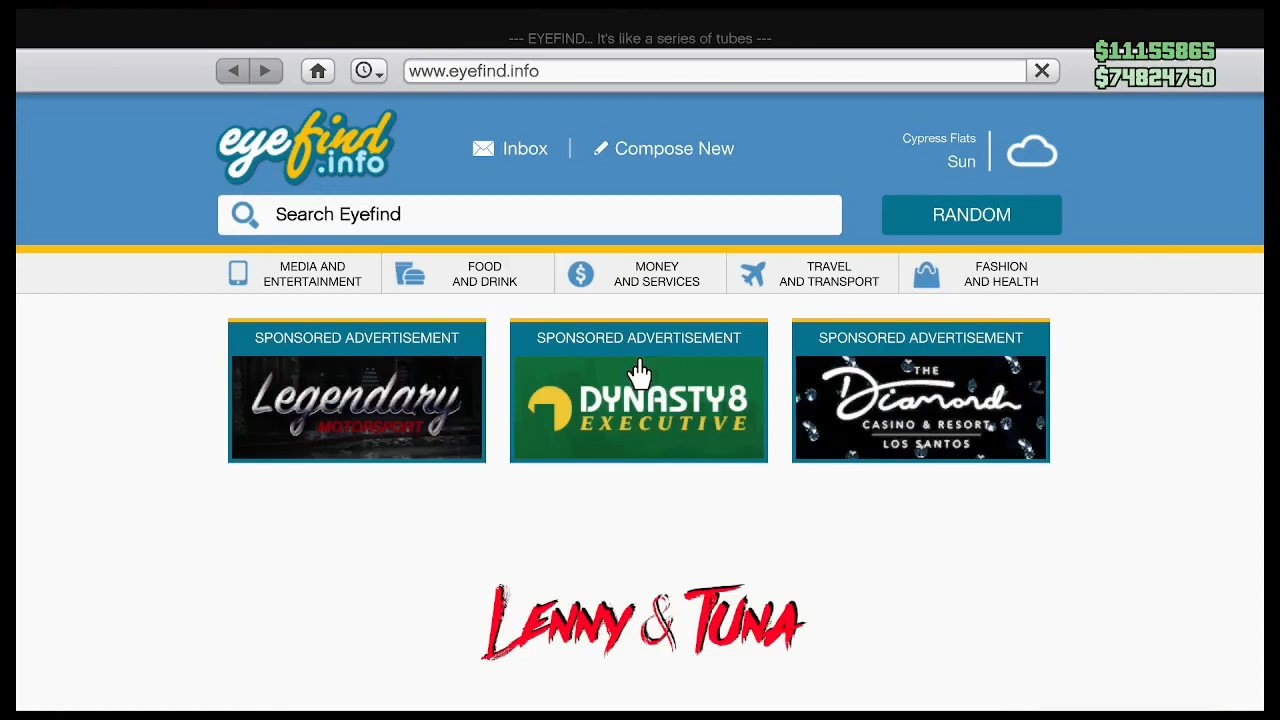 --- EYEFIND... It's like a series of tubes ---
$11155865
www.eyefind.info
$74824750
eyefind
.info
Inbox
Compose New
Cypress Flats
Sun
Search Eyefind
RANDOM
MEDIA AND
ENTERTAINMENT
FOOD
AND DRINK
MONEY
AND SERVICES
TRAVEL
AND TRANSPORT
FASHION
AND HEALTH
SPONSORED ADVERTISEMENT
Legendary
MOTORSPORT
SPONSORED ADVERTISEMENT
DYNASTY8
EXECUTIVE
SPONSORED ADVERTISEMENT
THE
Diamond
CASINO & RESORT
LOS SANTOS
LENNY & TUNA